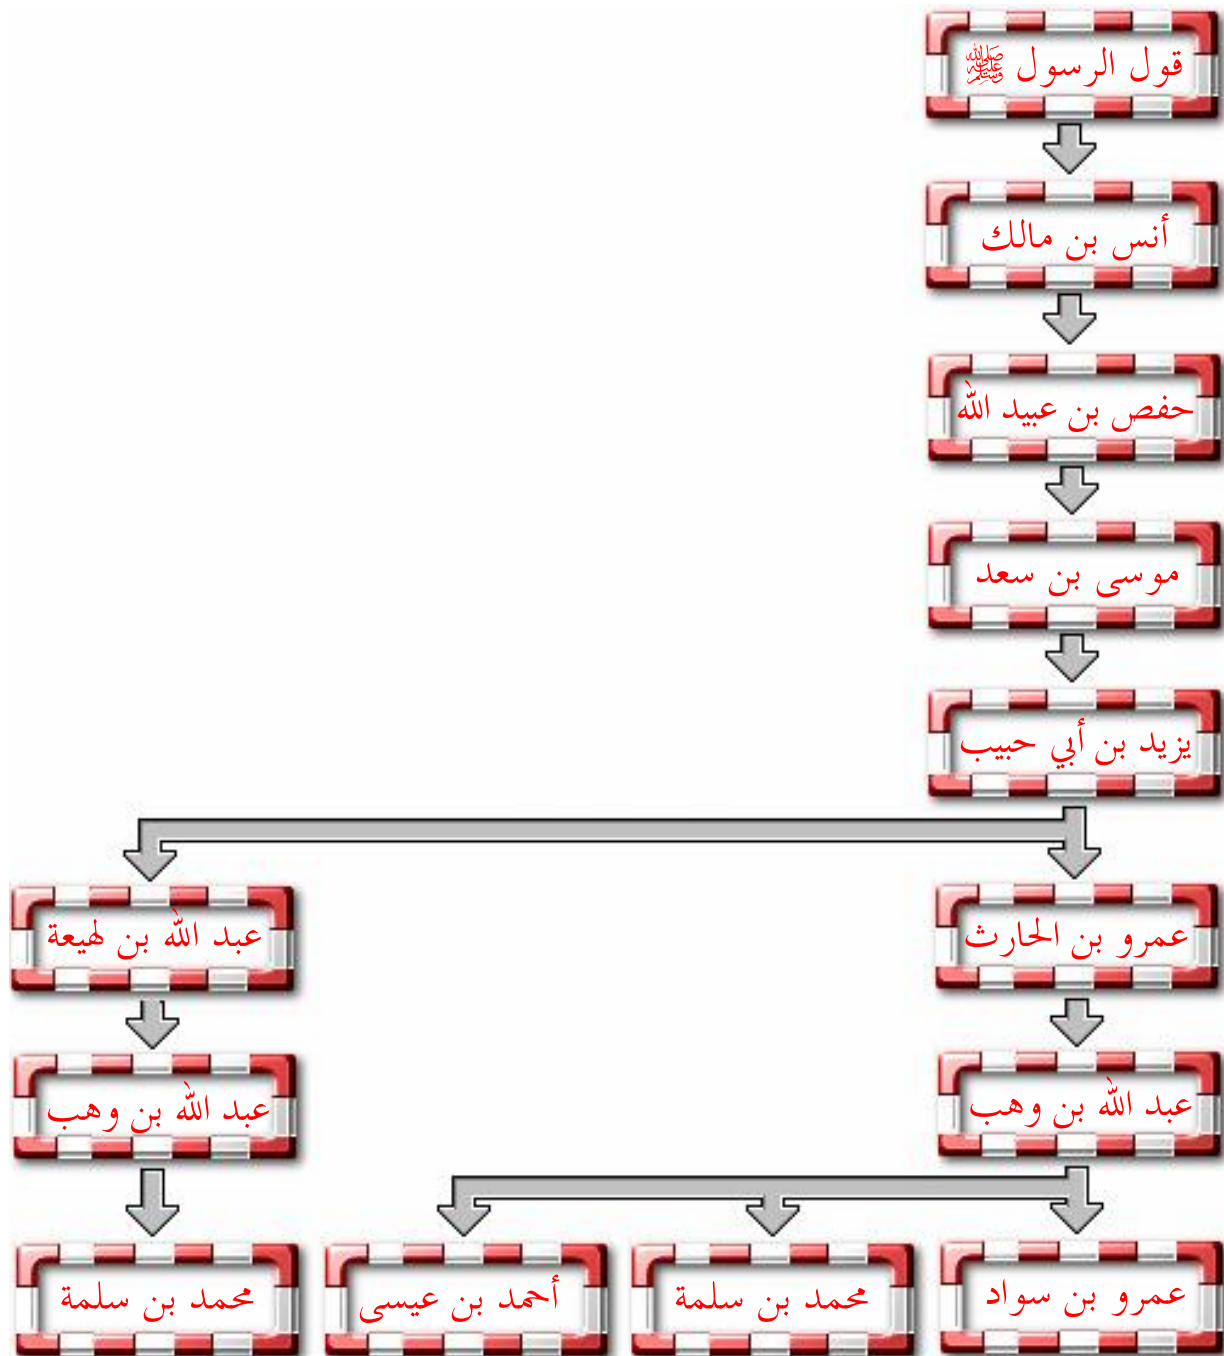 قول الرسول ﷺ
أنس بن مالك
حفص بن عبيد الله
موسى بن سعد
يزيد بن أبي حبيب
عمرو بن الحارث
عبد الله بن لهيعة
عبد الله بن وهب
عبد الله بن وهب
عمرو بن سواد
محمد بن سلمة
أحمد بن عيسى
محمد بن سلمة